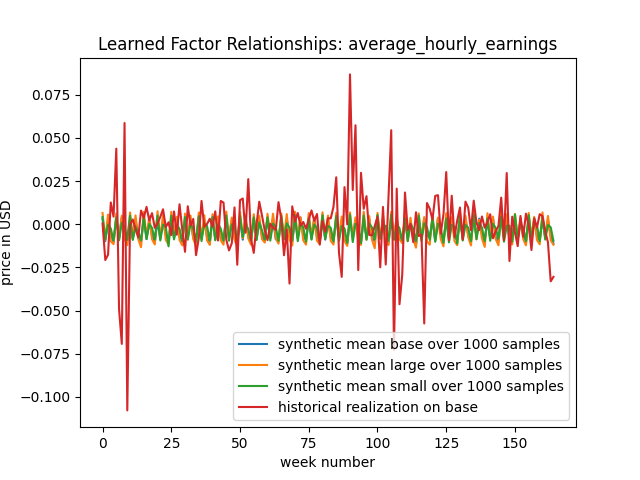 Learned Factor Relationships: average_hourly_earnings
price in USD
0.075
0.050
0.025
0.000
−0.025
−0.050
−0.075
−0.100
synthetic mean base over 1000 samples
synthetic mean large over 1000 samples
synthetic mean small over 1000 samples
historical realization on base
0 25 50 75 100 125 150
week number